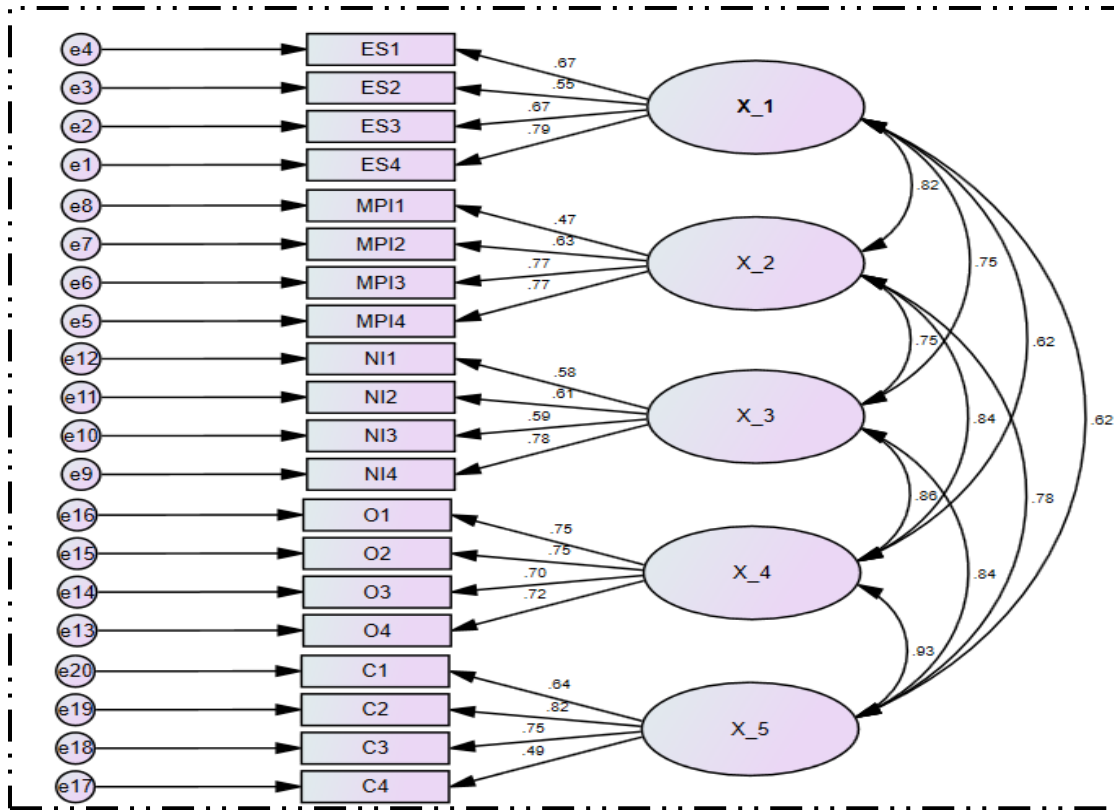 e4 ES1
.67
e3 ES2
.55
X_1
e2 ES3
.67
e1 ES4
.79
.82
e8 MPI1
.47
e7 MPI2
.63
X_2
.75
e6 MPI3
.77
e5 MPI4
.77
.75
.62
e12 NI1
.58
e11 NI2
.61
X_3
.84
.62
e10 NI3
.59
e9 NI4
.78
.86
.78
e16 O1
.75
e15 O2
.75
X_4
.84
e14 O3
.70
e13 O4
.72
.93
e20 C1
.64
e19 C2
.82
X_5
e18 C3
.75
e17 C4
.49